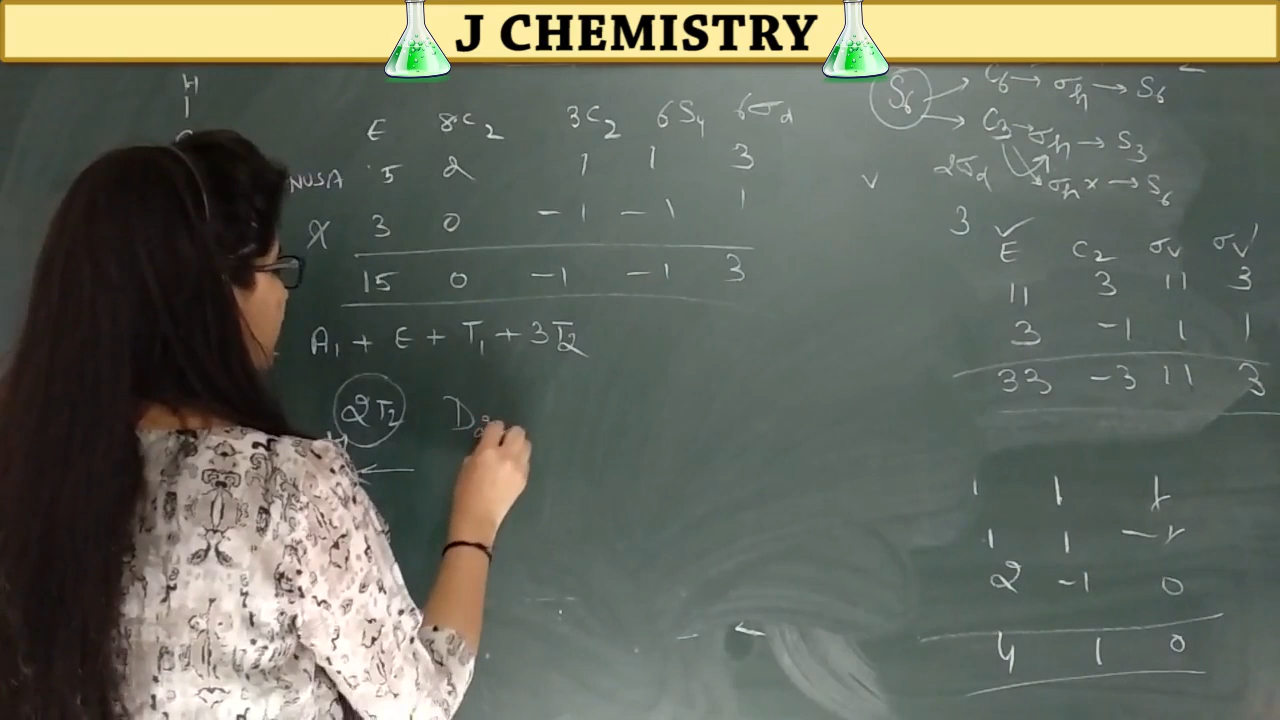 J CHEMISTRY
H
E 8C2 3C2 6S4 6σd
NUSA 5 2 1 1 3
X 3 0 -1 -1 1
15 0 -1 -1 3
A1 + E + T1 + 3T2
2T2 D2
S6 → C6 → σh → S6
→ C3 → σh → S3
→ σh x → S6
v 2σd
3 ✓
E C2 σv σv'
11 3 11 3
3 -1 1 1
33 -3 11 3
1 1 1
1 1 -1
2 -1 0
4 1 0